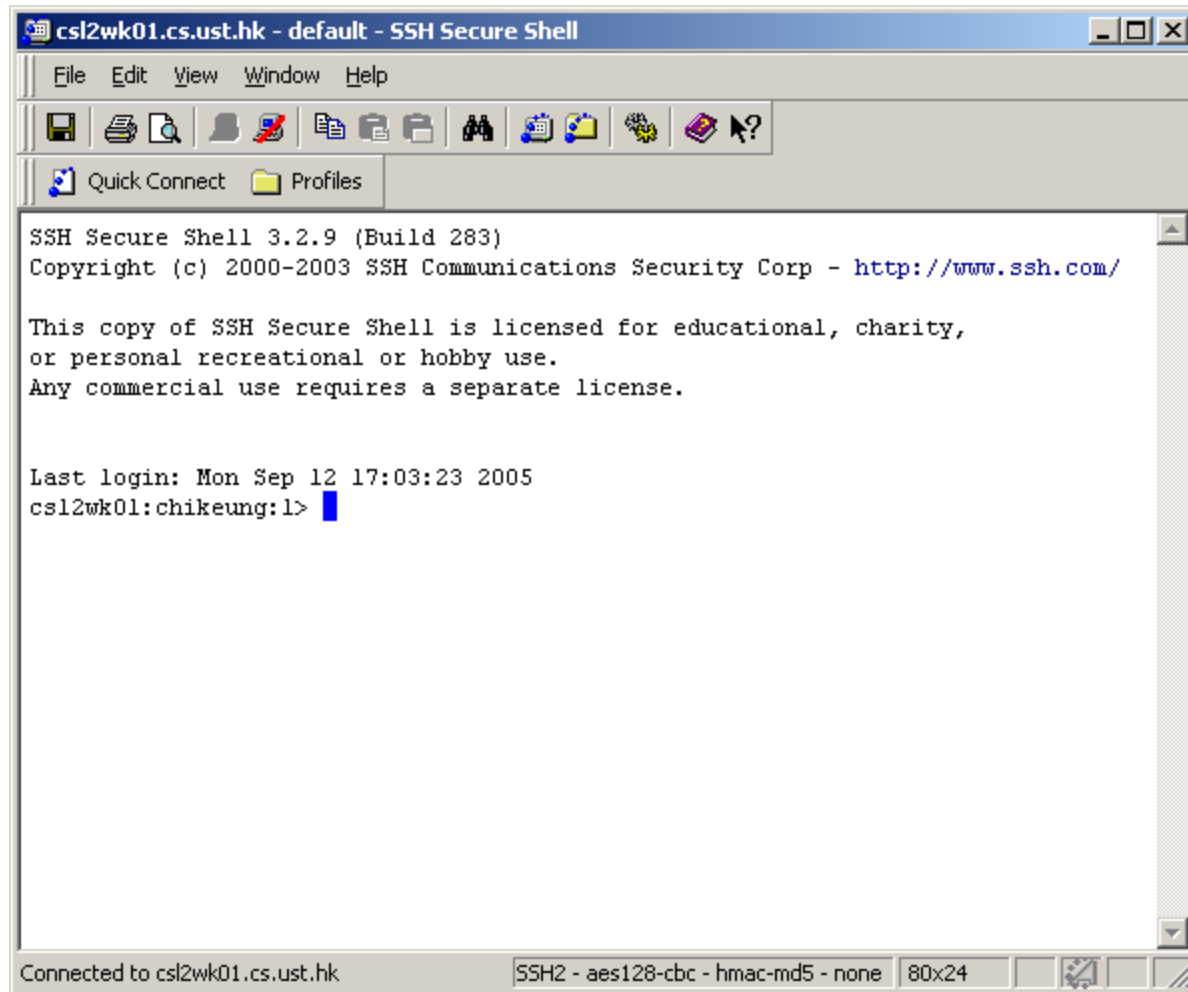 csl2wk01.cs.ust.hk - default - SSH Secure Shell
File Edit View Window Help
Quick Connect Profiles
SSH Secure Shell 3.2.9 (Build 283)
Copyright (c) 2000-2003 SSH Communications Security Corp - http://www.ssh.com/
This copy of SSH Secure Shell is licensed for educational, charity,
or personal recreational or hobby use.
Any commercial use requires a separate license.
Last login: Mon Sep 12 17:03:23 2005
csl2wk01:chikeung:1>
Connected to csl2wk01.cs.ust.hk SSH2 - aes128-cbc - hmac-md5 - none 80x24